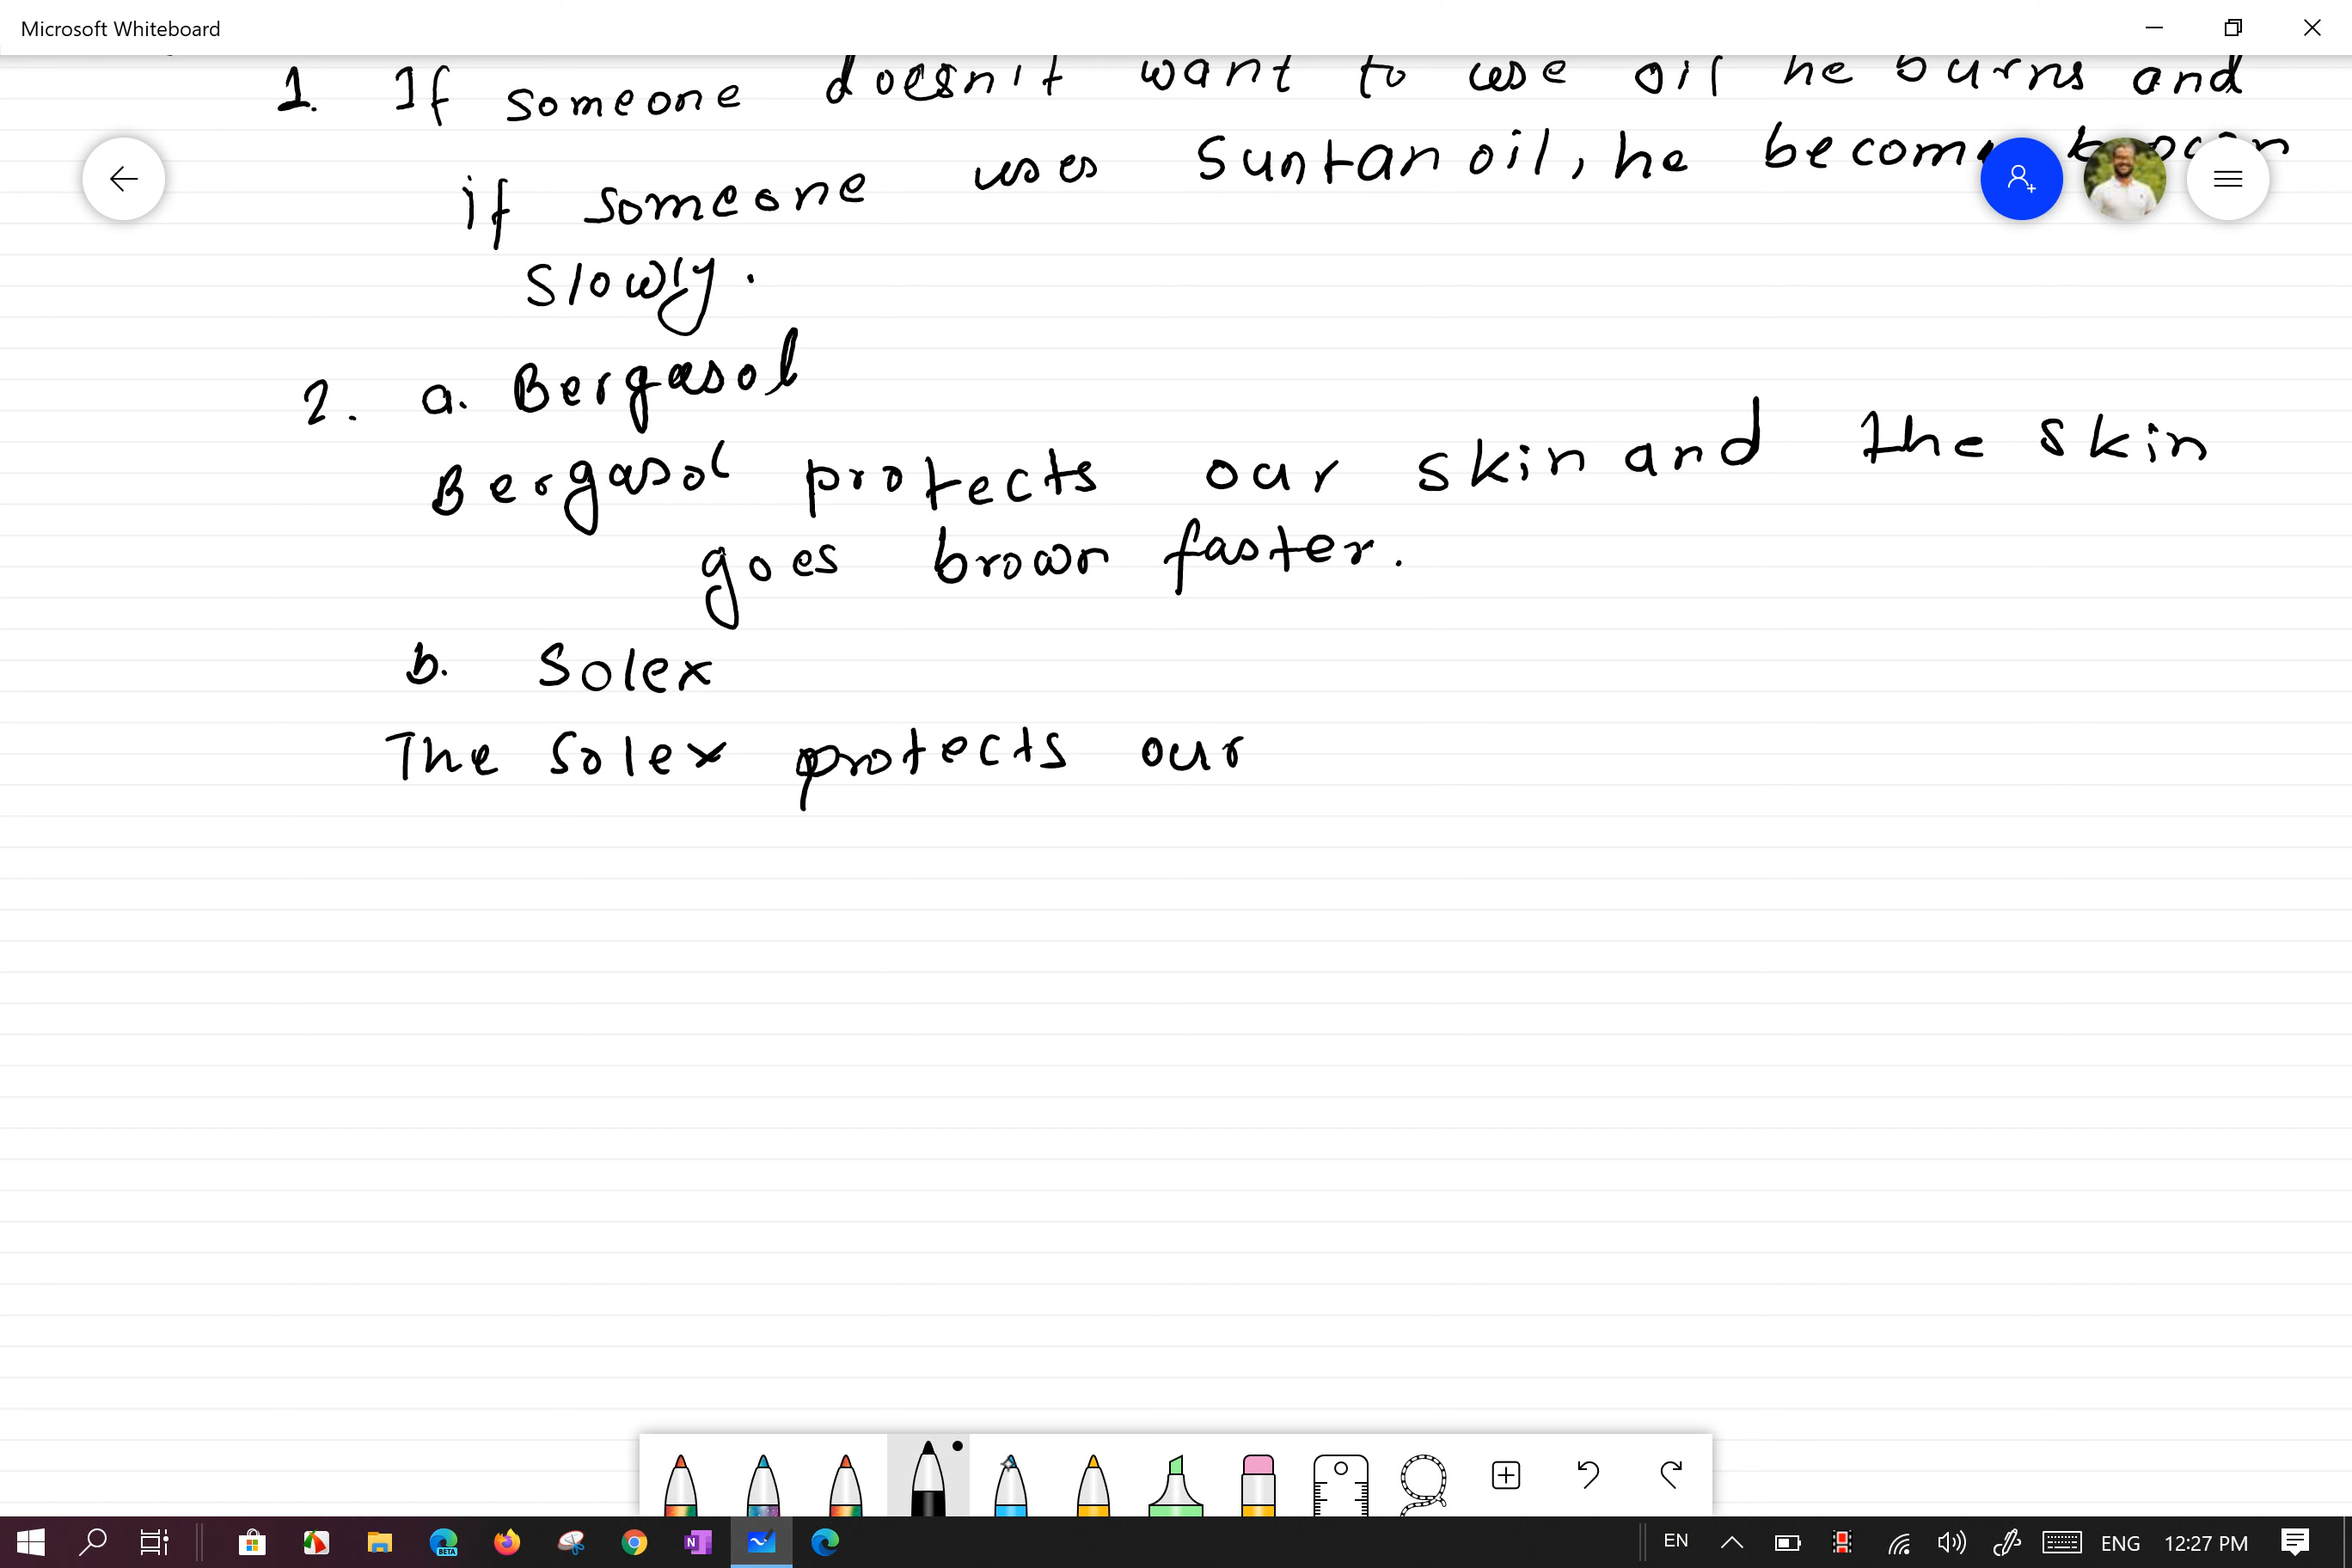 Microsoft Whiteboard
1. If someone doesn't want to use oil he burns and
if someone uses suntan oil, he
slowly.
2. a. Bergasol
Bergasol protects our skin and the skin
goes brown faster.
b. Solex
The Solex protects our
BETA
N
EN
ENG
12:27 PM